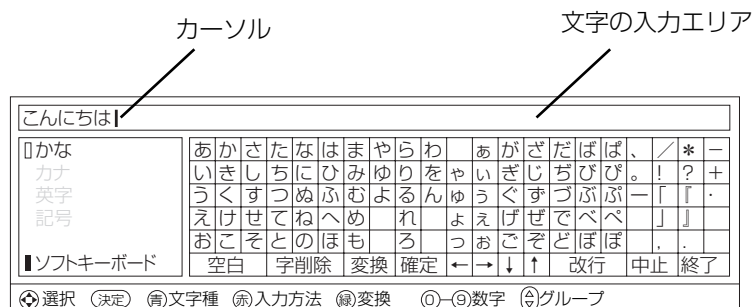 カーソル 文字の入力エリア
こんにちは
かな
カナ
英字
記号
ソフトキーボード
あ か さ た な は ま や ら わ ぁ が ざ だ ば ぱ 、 ／ ＊ −
い き し ち に ひ み ゆ り を ゃ ぃ ぎ じ ぢ び ぴ 。 ！ ？ ＋
う く す つ ぬ ふ む よ る ん ゅ ぅ ぐ ず づ ぶ ぷ ー 「 『 ・
え け せ て ね へ め れ ょ ぇ げ ぜ で べ ぺ 」 』
お こ そ と の ほ も ろ っ ぉ ご ぞ ど ぼ ぽ ， ．
空白 字削除 変換 確定 ← → ↓ ↑ 改行 中止 終了
選択 決定 青文字種 赤入力方法 緑変換 0–9数字 グループ